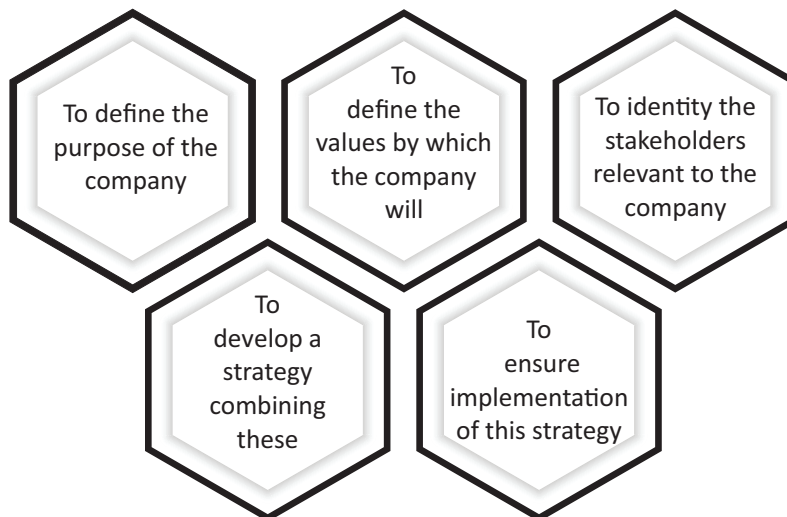 To define the
purpose of the
company
To
define the
values by which
the company
will
To identity the
stakeholders
relevant to the
company
To
develop a
strategy
combining
these
To
ensure
implementation
of this strategy